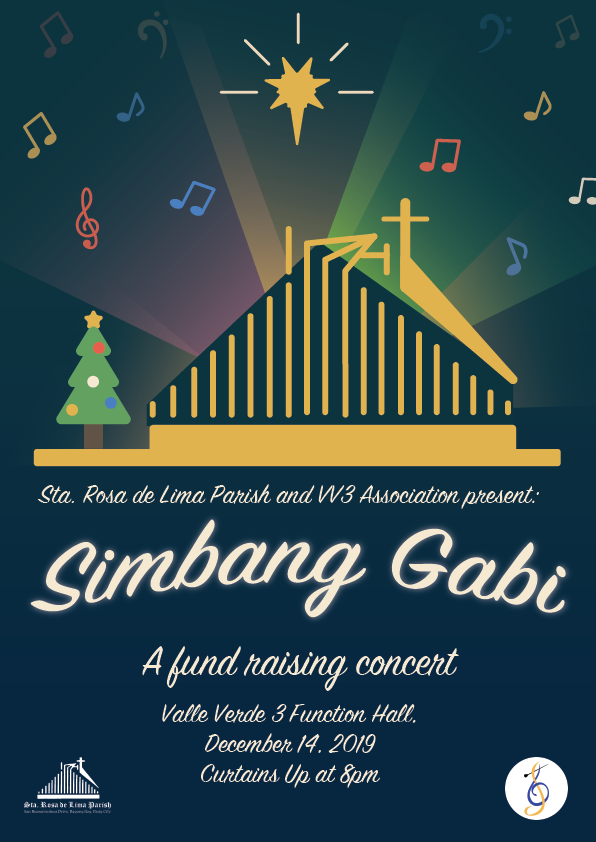 Sta. Rosa de Lima Parish and VV3 Association present:
Simbang Gabi
A fund raising concert
Valle Verde 3 Function Hall,
December 14, 2019
Curtains Up at 8pm
Sta. Rosa de Lima Parish